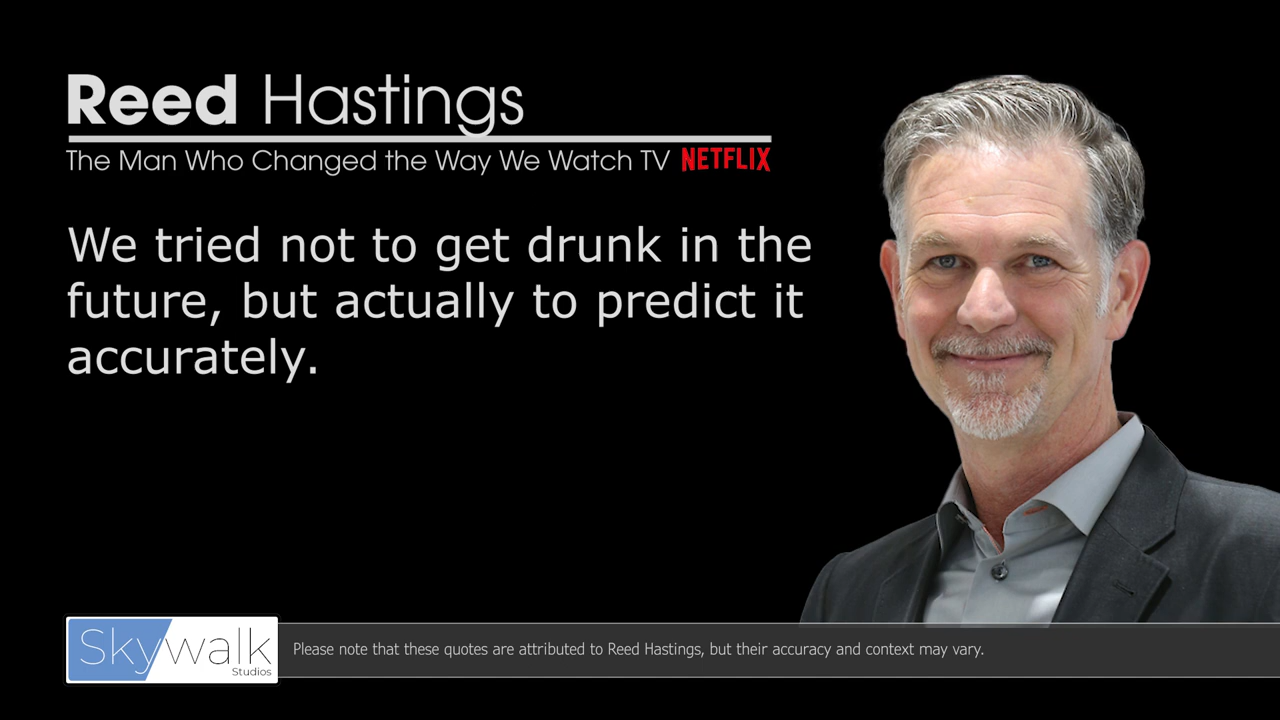 Reed Hastings
The Man Who Changed the Way We Watch TV NETFLIX
We tried not to get drunk in the
future, but actually to predict it
accurately.
Skywalk
Studios
Please note that these quotes are attributed to Reed Hastings, but their accuracy and context may vary.